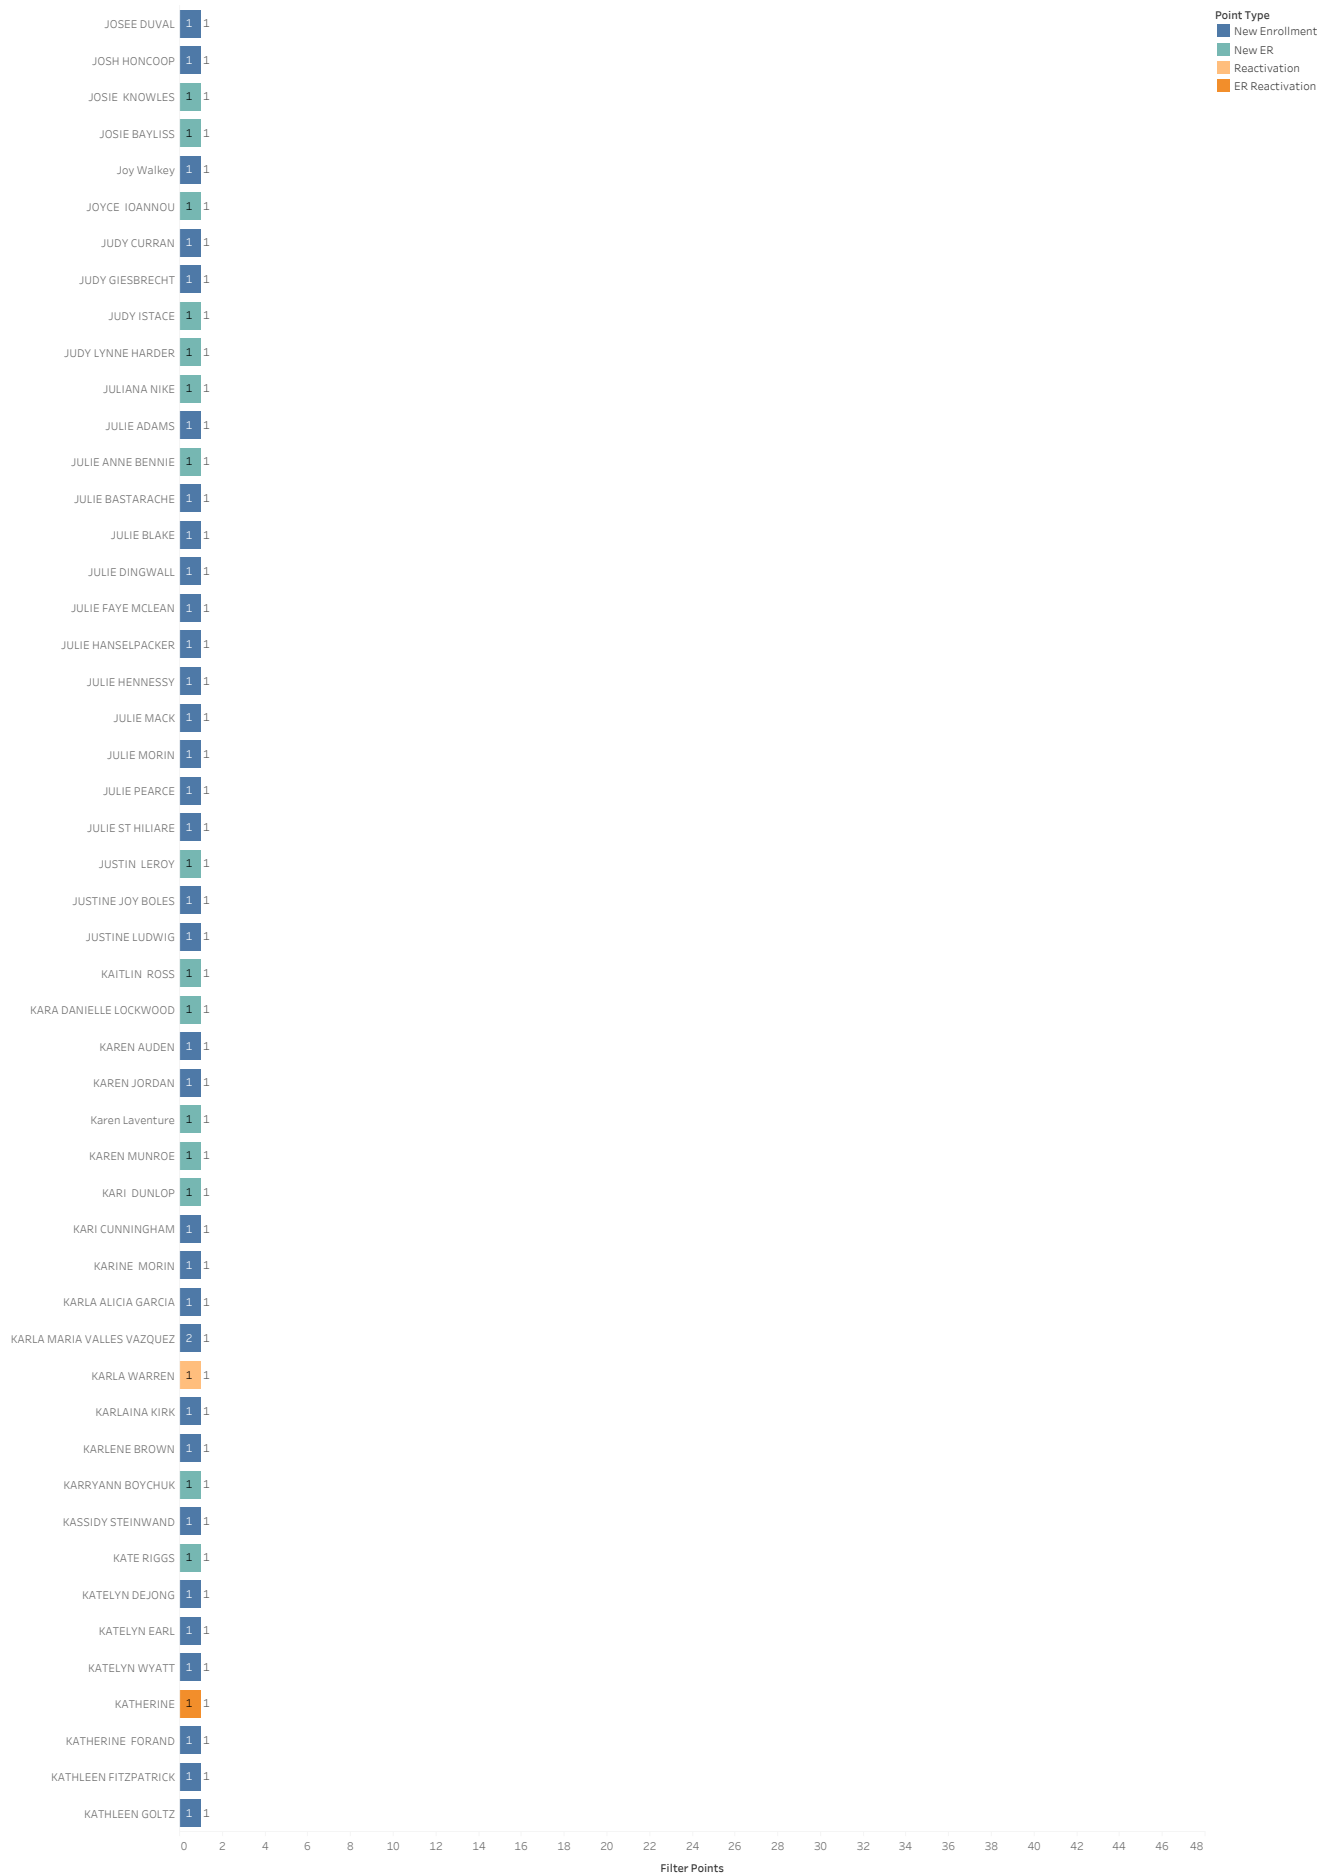 Point Type
New Enrollment
New ER
Reactivation
ER Reactivation
JOSEE DUVAL 1 1
JOSH HONCOOP 1 1
JOSIE  KNOWLES 1 1
JOSIE BAYLISS 1 1
Joy Walkey 1 1
JOYCE  IOANNOU 1 1
JUDY CURRAN 1 1
JUDY GIESBRECHT 1 1
JUDY ISTACE 1 1
JUDY LYNNE HARDER 1 1
JULIANA NIKE 1 1
JULIE ADAMS 1 1
JULIE ANNE BENNIE 1 1
JULIE BASTARACHE 1 1
JULIE BLAKE 1 1
JULIE DINGWALL 1 1
JULIE FAYE MCLEAN 1 1
JULIE HANSELPACKER 1 1
JULIE HENNESSY 1 1
JULIE MACK 1 1
JULIE MORIN 1 1
JULIE PEARCE 1 1
JULIE ST HILIARE 1 1
JUSTIN  LEROY 1 1
JUSTINE JOY BOLES 1 1
JUSTINE LUDWIG 1 1
KAITLIN  ROSS 1 1
KARA DANIELLE LOCKWOOD 1 1
KAREN AUDEN 1 1
KAREN JORDAN 1 1
Karen Laventure 1 1
KAREN MUNROE 1 1
KARI  DUNLOP 1 1
KARI CUNNINGHAM 1 1
KARINE  MORIN 1 1
KARLA ALICIA GARCIA 1 1
KARLA MARIA VALLES VAZQUEZ 2 1
KARLA WARREN 1 1
KARLAINA KIRK 1 1
KARLENE BROWN 1 1
KARRYANN BOYCHUK 1 1
KASSIDY STEINWAND 1 1
KATE RIGGS 1 1
KATELYN DEJONG 1 1
KATELYN EARL 1 1
KATELYN WYATT 1 1
KATHERINE 1 1
KATHERINE  FORAND 1 1
KATHLEEN FITZPATRICK 1 1
KATHLEEN GOLTZ 1 1
0 2 4 6 8 10 12 14 16 18 20 22 24 26 28 30 32 34 36 38 40 42 44 46 48
Filter Points